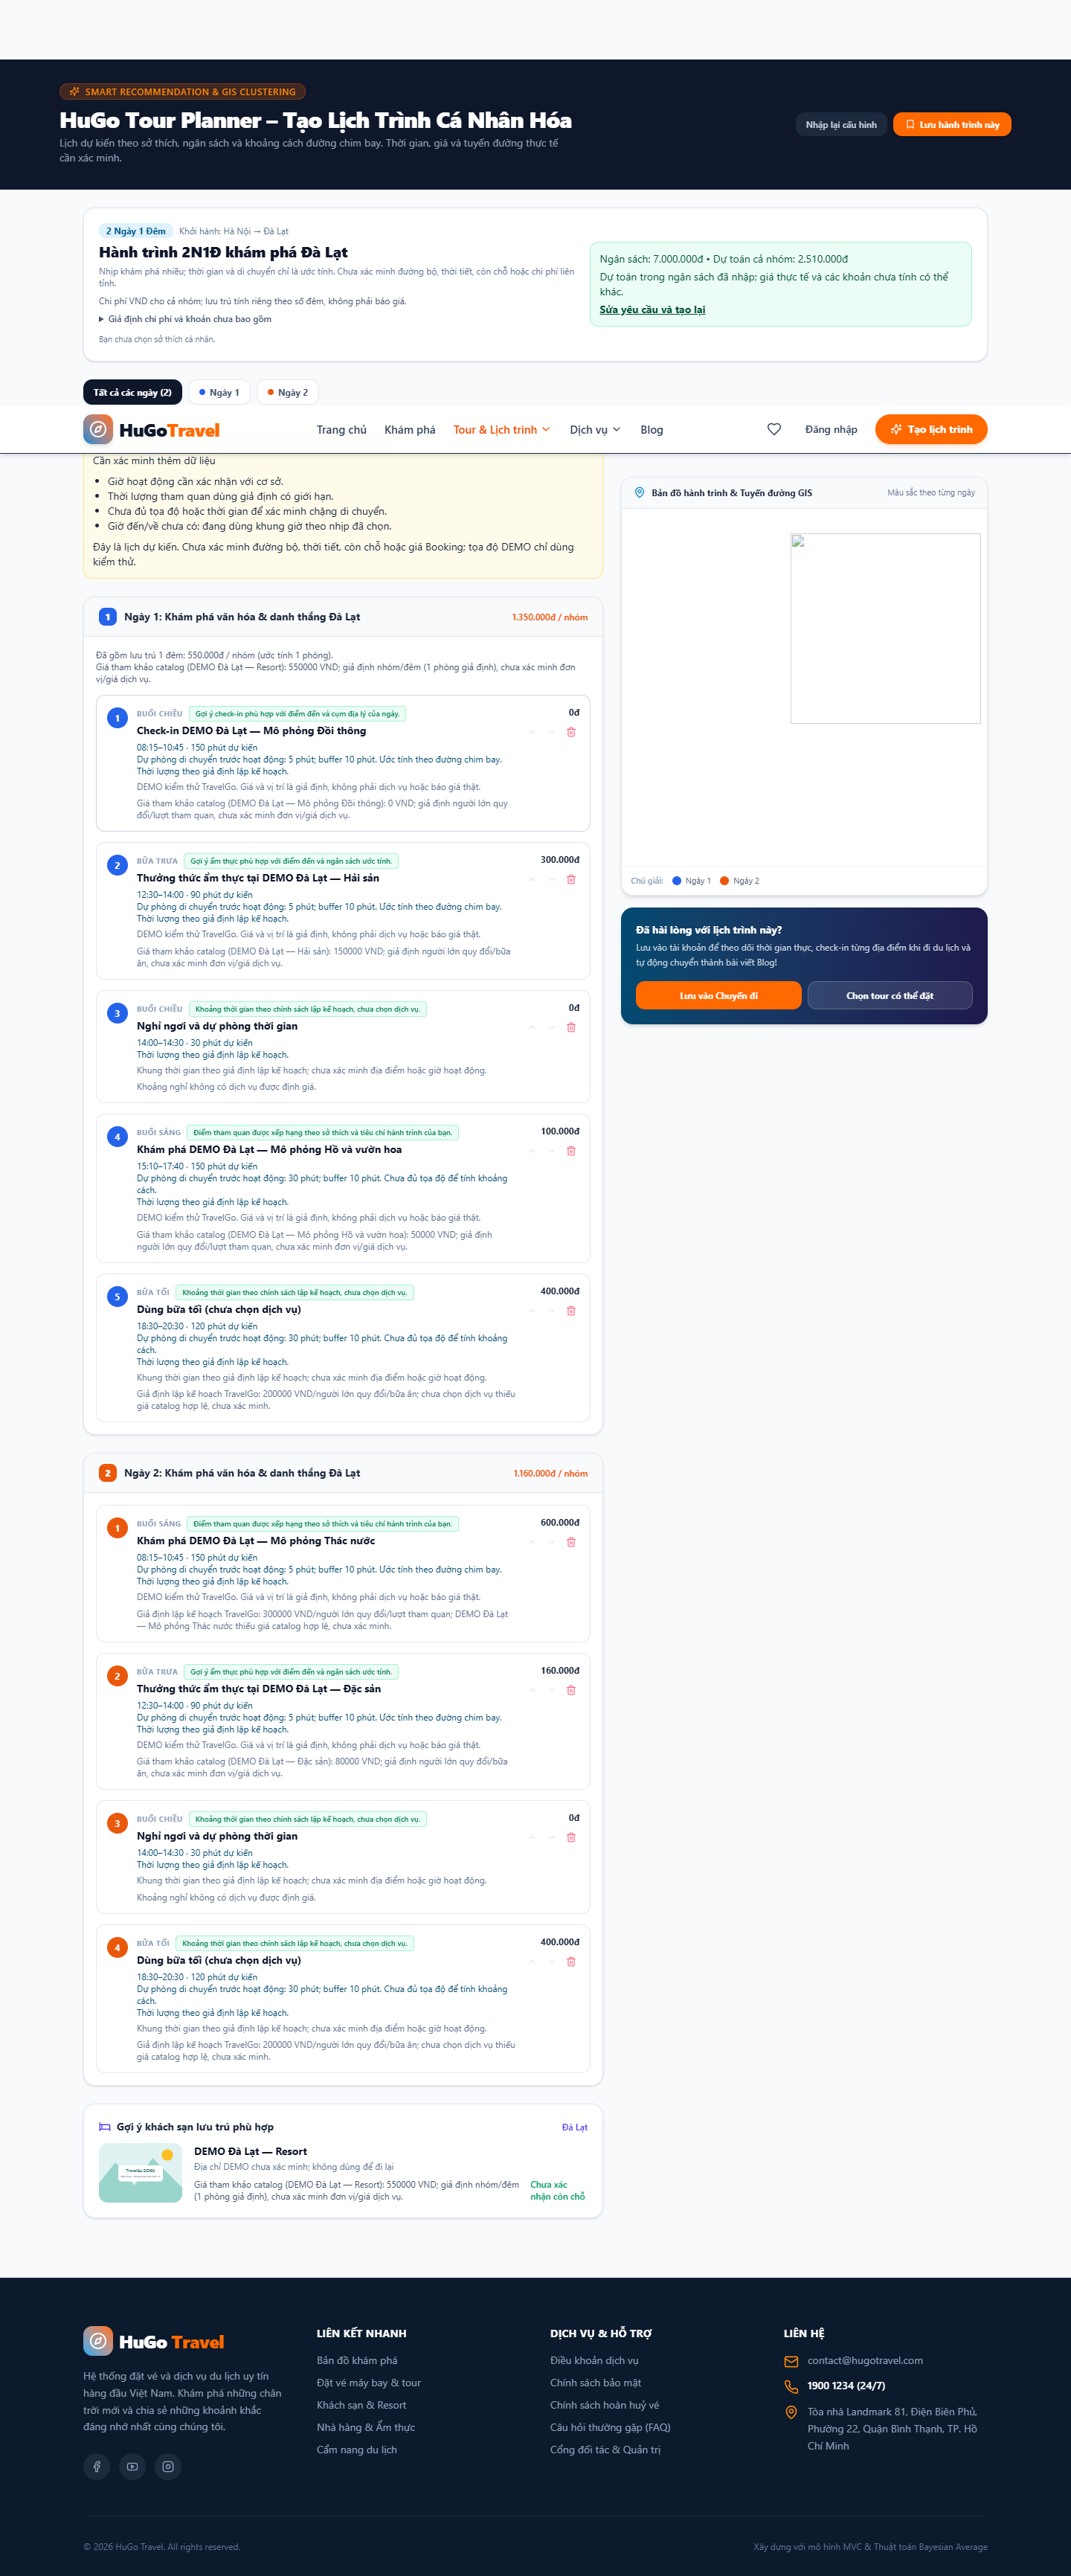 SMART RECOMMENDATION & GIS CLUSTERING
HuGo Tour Planner – Tạo Lịch Trình Cá Nhân Hóa
Lịch dự kiến theo sở thích, ngân sách và khoảng cách đường chim bay. Thời gian, giá và tuyến đường thực tế
cần xác minh.
Nhập lại cấu hình
Lưu hành trình này
2 Ngày 1 Đêm
Khởi hành: Hà Nội → Đà Lạt
Hành trình 2N1Đ khám phá Đà Lạt
Nhịp khám phá nhiều; thời gian và di chuyển chỉ là ước tính. Chưa xác minh đường bộ, thời tiết, còn chỗ hoặc chi phí liên
tỉnh.
Chi phí VND cho cả nhóm; lưu trú tính riêng theo số đêm, không phải báo giá.
Giả định chi phí và khoản chưa bao gồm
Bạn chưa chọn sở thích cá nhân.
Ngân sách: 7.000.000đ • Dự toán cả nhóm: 2.510.000đ
Dự toán trong ngân sách đã nhập; giá thực tế và các khoản chưa tính có thể
khác.
Sửa yêu cầu và tạo lại
Tất cả các ngày (2)
Ngày 1
Ngày 2
HuGoTravel
Trang chủ
Khám phá
Tour & Lịch trình
Dịch vụ
Blog
Đăng nhập
Tạo lịch trình
Cần xác minh thêm dữ liệu
Giờ hoạt động cần xác nhận với cơ sở.
Thời lượng tham quan dùng giả định có giới hạn.
Chưa đủ tọa độ hoặc thời gian để xác minh chặng di chuyển.
Giờ đến/về chưa có; đang dùng khung giờ theo nhịp đã chọn.
Đây là lịch dự kiến. Chưa xác minh đường bộ, thời tiết, còn chỗ hoặc giá Booking; tọa độ DEMO chỉ dùng
kiểm thử.
Bản đồ hành trình & Tuyến đường GIS
Màu sắc theo từng ngày
Chú giải:
Ngày 1
Ngày 2
Đã hài lòng với lịch trình này?
Lưu vào tài khoản để theo dõi thời gian thực, check-in từng địa điểm khi đi du lịch và
tự động chuyển thành bài viết Blog!
Lưu vào Chuyến đi
Chọn tour có thể đặt
1
Ngày 1: Khám phá văn hóa & danh thắng Đà Lạt
1.350.000đ / nhóm
Đã gồm lưu trú 1 đêm: 550.000đ / nhóm (ước tính 1 phòng).
Giá tham khảo catalog (DEMO Đà Lạt — Resort): 550000 VND; giả định nhóm/đêm (1 phòng giả định), chưa xác minh đơn
vị/giá dịch vụ.
1
BUỔI CHIỀU
Gợi ý check-in phù hợp với điểm đến và cụm địa lý của ngày.
0đ
Check-in DEMO Đà Lạt — Mô phỏng Đồi thông
08:15–10:45 · 150 phút dự kiến
Dự phòng di chuyển trước hoạt động: 5 phút; buffer 10 phút. Ước tính theo đường chim bay.
Thời lượng theo giả định lập kế hoạch.
DEMO kiểm thử TravelGo. Giá và vị trí là giả định, không phải dịch vụ hoặc báo giá thật.
Giá tham khảo catalog (DEMO Đà Lạt — Mô phỏng Đồi thông): 0 VND; giả định người lớn quy
đổi/lượt tham quan, chưa xác minh đơn vị/giá dịch vụ.
2
BỮA TRƯA
Gợi ý ẩm thực phù hợp với điểm đến và ngân sách ước tính.
300.000đ
Thưởng thức ẩm thực tại DEMO Đà Lạt — Hải sản
12:30–14:00 · 90 phút dự kiến
Dự phòng di chuyển trước hoạt động: 5 phút; buffer 10 phút. Ước tính theo đường chim bay.
Thời lượng theo giả định lập kế hoạch.
DEMO kiểm thử TravelGo. Giá và vị trí là giả định, không phải dịch vụ hoặc báo giá thật.
Giá tham khảo catalog (DEMO Đà Lạt — Hải sản): 150000 VND; giả định người lớn quy đổi/bữa
ăn, chưa xác minh đơn vị/giá dịch vụ.
3
BUỔI CHIỀU
Khoảng thời gian theo chính sách lập kế hoạch, chưa chọn dịch vụ.
0đ
Nghỉ ngơi và dự phòng thời gian
14:00–14:30 · 30 phút dự kiến
Thời lượng theo giả định lập kế hoạch.
Khung thời gian theo giả định lập kế hoạch; chưa xác minh địa điểm hoặc giờ hoạt động.
Khoảng nghỉ không có dịch vụ được định giá.
4
BUỔI SÁNG
Điểm tham quan được xếp hạng theo sở thích và tiêu chí hành trình của bạn.
100.000đ
Khám phá DEMO Đà Lạt — Mô phỏng Hồ và vườn hoa
15:10–17:40 · 150 phút dự kiến
Dự phòng di chuyển trước hoạt động: 30 phút; buffer 10 phút. Chưa đủ tọa độ để tính khoảng
cách.
Thời lượng theo giả định lập kế hoạch.
DEMO kiểm thử TravelGo. Giá và vị trí là giả định, không phải dịch vụ hoặc báo giá thật.
Giá tham khảo catalog (DEMO Đà Lạt — Mô phỏng Hồ và vườn hoa): 50000 VND; giả định
người lớn quy đổi/lượt tham quan, chưa xác minh đơn vị/giá dịch vụ.
5
BỮA TỐI
Khoảng thời gian theo chính sách lập kế hoạch, chưa chọn dịch vụ.
400.000đ
Dùng bữa tối (chưa chọn dịch vụ)
18:30–20:30 · 120 phút dự kiến
Dự phòng di chuyển trước hoạt động: 30 phút; buffer 10 phút. Chưa đủ tọa độ để tính khoảng
cách.
Thời lượng theo giả định lập kế hoạch.
Khung thời gian theo giả định lập kế hoạch; chưa xác minh địa điểm hoặc giờ hoạt động.
Giả định lập kế hoạch TravelGo: 200000 VND/người lớn quy đổi/bữa ăn; chưa chọn dịch vụ thiếu
giá catalog hợp lệ, chưa xác minh.
2
Ngày 2: Khám phá văn hóa & danh thắng Đà Lạt
1.160.000đ / nhóm
1
BUỔI SÁNG
Điểm tham quan được xếp hạng theo sở thích và tiêu chí hành trình của bạn.
600.000đ
Khám phá DEMO Đà Lạt — Mô phỏng Thác nước
08:15–10:45 · 150 phút dự kiến
Dự phòng di chuyển trước hoạt động: 5 phút; buffer 10 phút. Ước tính theo đường chim bay.
Thời lượng theo giả định lập kế hoạch.
DEMO kiểm thử TravelGo. Giá và vị trí là giả định, không phải dịch vụ hoặc báo giá thật.
Giả định lập kế hoạch TravelGo: 300000 VND/người lớn quy đổi/lượt tham quan; DEMO Đà Lạt
— Mô phỏng Thác nước thiếu giá catalog hợp lệ, chưa xác minh.
2
BỮA TRƯA
Gợi ý ẩm thực phù hợp với điểm đến và ngân sách ước tính.
160.000đ
Thưởng thức ẩm thực tại DEMO Đà Lạt — Đặc sản
12:30–14:00 · 90 phút dự kiến
Dự phòng di chuyển trước hoạt động: 5 phút; buffer 10 phút. Ước tính theo đường chim bay.
Thời lượng theo giả định lập kế hoạch.
DEMO kiểm thử TravelGo. Giá và vị trí là giả định, không phải dịch vụ hoặc báo giá thật.
Giá tham khảo catalog (DEMO Đà Lạt — Đặc sản): 80000 VND; giả định người lớn quy đổi/bữa
ăn, chưa xác minh đơn vị/giá dịch vụ.
3
BUỔI CHIỀU
Khoảng thời gian theo chính sách lập kế hoạch, chưa chọn dịch vụ.
0đ
Nghỉ ngơi và dự phòng thời gian
14:00–14:30 · 30 phút dự kiến
Thời lượng theo giả định lập kế hoạch.
Khung thời gian theo giả định lập kế hoạch; chưa xác minh địa điểm hoặc giờ hoạt động.
Khoảng nghỉ không có dịch vụ được định giá.
4
BỮA TỐI
Khoảng thời gian theo chính sách lập kế hoạch, chưa chọn dịch vụ.
400.000đ
Dùng bữa tối (chưa chọn dịch vụ)
18:30–20:30 · 120 phút dự kiến
Dự phòng di chuyển trước hoạt động: 30 phút; buffer 10 phút. Chưa đủ tọa độ để tính khoảng
cách.
Thời lượng theo giả định lập kế hoạch.
Khung thời gian theo giả định lập kế hoạch; chưa xác minh địa điểm hoặc giờ hoạt động.
Giả định lập kế hoạch TravelGo: 200000 VND/người lớn quy đổi/bữa ăn; chưa chọn dịch vụ thiếu
giá catalog hợp lệ, chưa xác minh.
Gợi ý khách sạn lưu trú phù hợp
Đà Lạt
DEMO Đà Lạt — Resort
Địa chỉ DEMO chưa xác minh; không dùng để đi lại
Giá tham khảo catalog (DEMO Đà Lạt — Resort): 550000 VND; giả định nhóm/đêm
(1 phòng giả định), chưa xác minh đơn vị/giá dịch vụ.
Chưa xác
nhận còn chỗ
HuGo Travel
Hệ thống đặt vé và dịch vụ du lịch uy tín
hàng đầu Việt Nam. Khám phá những chân
trời mới và chia sẻ những khoảnh khắc
đáng nhớ nhất cùng chúng tôi.
LIÊN KẾT NHANH
Bản đồ khám phá
Đặt vé máy bay & tour
Khách sạn & Resort
Nhà hàng & Ẩm thực
Cẩm nang du lịch
DỊCH VỤ & HỖ TRỢ
Điều khoản dịch vụ
Chính sách bảo mật
Chính sách hoàn huỷ vé
Câu hỏi thường gặp (FAQ)
Cổng đối tác & Quản trị
LIÊN HỆ
contact@hugotravel.com
1900 1234 (24/7)
Tòa nhà Landmark 81, Điện Biên Phủ,
Phường 22, Quận Bình Thạnh, TP. Hồ
Chí Minh
© 2026 HuGo Travel. All rights reserved.
Xây dựng với mô hình MVC & Thuật toán Bayesian Average